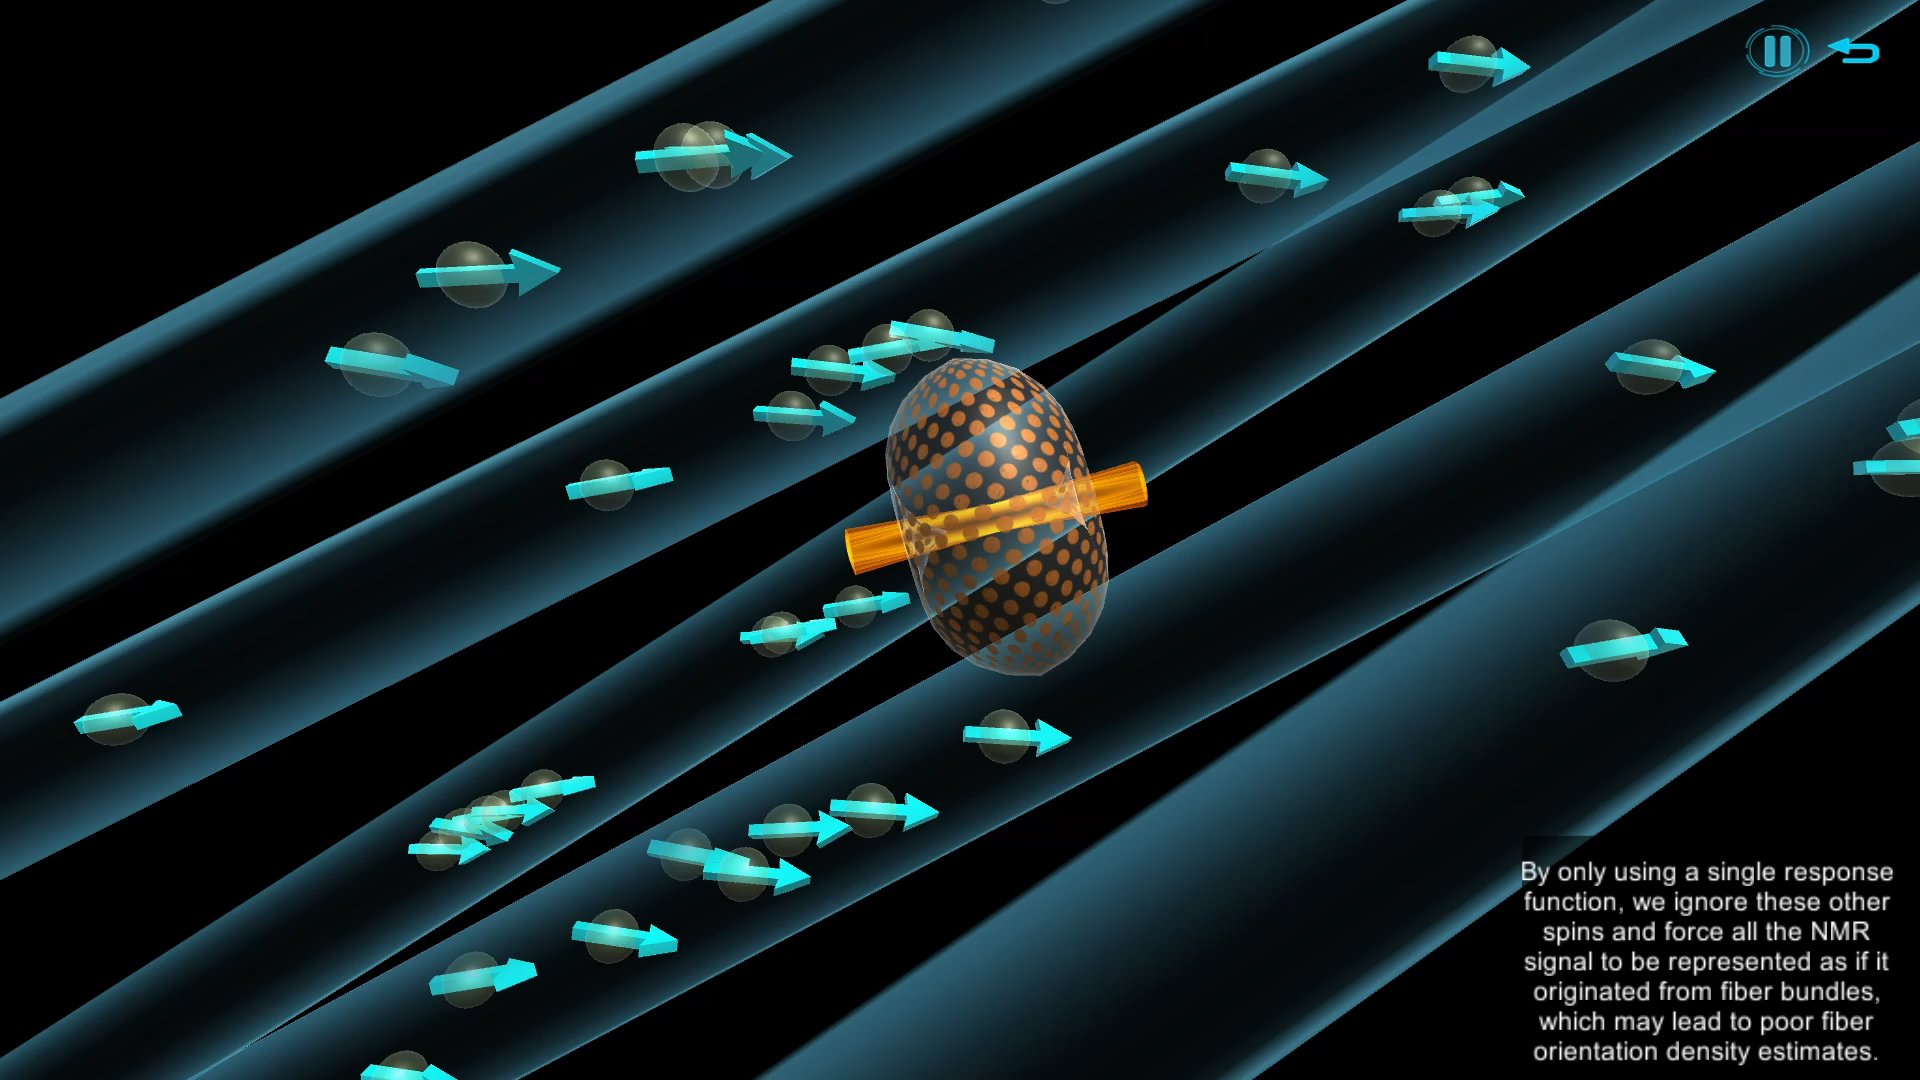 By only using a single response
function, we ignore these other
spins and force all the NMR
signal to be represented as if it
originated from fiber bundles,
which may lead to poor fiber
orientation density estimates.